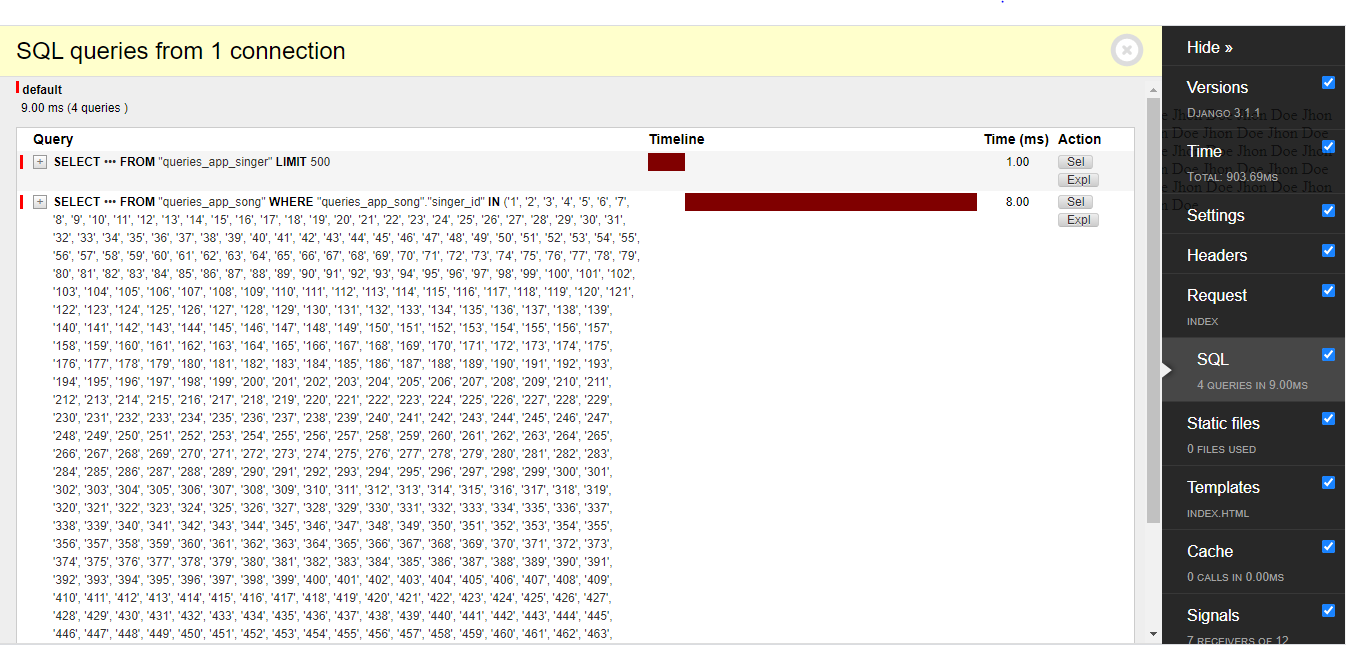 SQL queries from 1 connection
default
9.00 ms (4 queries )
Query Timeline Time (ms) Action
+ SELECT ••• FROM "queries_app_singer" LIMIT 500 1.00 Sel
Expl
+ SELECT ••• FROM "queries_app_song" WHERE "queries_app_song"."singer_id" IN ('1', '2', '3', '4', '5', '6', '7', 8.00 Sel
'8', '9', '10', '11', '12', '13', '14', '15', '16', '17', '18', '19', '20', '21', '22', '23', '24', '25', '26', '27', '28', '29', '30', '31', Expl
'32', '33', '34', '35', '36', '37', '38', '39', '40', '41', '42', '43', '44', '45', '46', '47', '48', '49', '50', '51', '52', '53', '54', '55',
'56', '57', '58', '59', '60', '61', '62', '63', '64', '65', '66', '67', '68', '69', '70', '71', '72', '73', '74', '75', '76', '77', '78', '79',
'80', '81', '82', '83', '84', '85', '86', '87', '88', '89', '90', '91', '92', '93', '94', '95', '96', '97', '98', '99', '100', '101', '102',
'103', '104', '105', '106', '107', '108', '109', '110', '111', '112', '113', '114', '115', '116', '117', '118', '119', '120', '121',
'122', '123', '124', '125', '126', '127', '128', '129', '130', '131', '132', '133', '134', '135', '136', '137', '138', '139',
'140', '141', '142', '143', '144', '145', '146', '147', '148', '149', '150', '151', '152', '153', '154', '155', '156', '157',
'158', '159', '160', '161', '162', '163', '164', '165', '166', '167', '168', '169', '170', '171', '172', '173', '174', '175',
'176', '177', '178', '179', '180', '181', '182', '183', '184', '185', '186', '187', '188', '189', '190', '191', '192', '193',
'194', '195', '196', '197', '198', '199', '200', '201', '202', '203', '204', '205', '206', '207', '208', '209', '210', '211',
'212', '213', '214', '215', '216', '217', '218', '219', '220', '221', '222', '223', '224', '225', '226', '227', '228', '229',
'230', '231', '232', '233', '234', '235', '236', '237', '238', '239', '240', '241', '242', '243', '244', '245', '246', '247',
'248', '249', '250', '251', '252', '253', '254', '255', '256', '257', '258', '259', '260', '261', '262', '263', '264', '265',
'266', '267', '268', '269', '270', '271', '272', '273', '274', '275', '276', '277', '278', '279', '280', '281', '282', '283',
'284', '285', '286', '287', '288', '289', '290', '291', '292', '293', '294', '295', '296', '297', '298', '299', '300', '301',
'302', '303', '304', '305', '306', '307', '308', '309', '310', '311', '312', '313', '314', '315', '316', '317', '318', '319',
'320', '321', '322', '323', '324', '325', '326', '327', '328', '329', '330', '331', '332', '333', '334', '335', '336', '337',
'338', '339', '340', '341', '342', '343', '344', '345', '346', '347', '348', '349', '350', '351', '352', '353', '354', '355',
'356', '357', '358', '359', '360', '361', '362', '363', '364', '365', '366', '367', '368', '369', '370', '371', '372', '373',
'374', '375', '376', '377', '378', '379', '380', '381', '382', '383', '384', '385', '386', '387', '388', '389', '390', '391',
'392', '393', '394', '395', '396', '397', '398', '399', '400', '401', '402', '403', '404', '405', '406', '407', '408', '409',
'410', '411', '412', '413', '414', '415', '416', '417', '418', '419', '420', '421', '422', '423', '424', '425', '426', '427',
'428', '429', '430', '431', '432', '433', '434', '435', '436', '437', '438', '439', '440', '441', '442', '443', '444', '445',
'446', '447', '448', '449', '450', '451', '452', '453', '454', '455', '456', '457', '458', '459', '460', '461', '462', '463',
Hide »
Versions
DJANGO 3.1.1
Time
TOTAL: 903.69MS
Settings
Headers
Request
INDEX
SQL
4 QUERIES IN 9.00MS
Static files
0 FILES USED
Templates
INDEX.HTML
Cache
0 CALLS IN 0.00MS
Signals
7 RECEIVERS OF 12